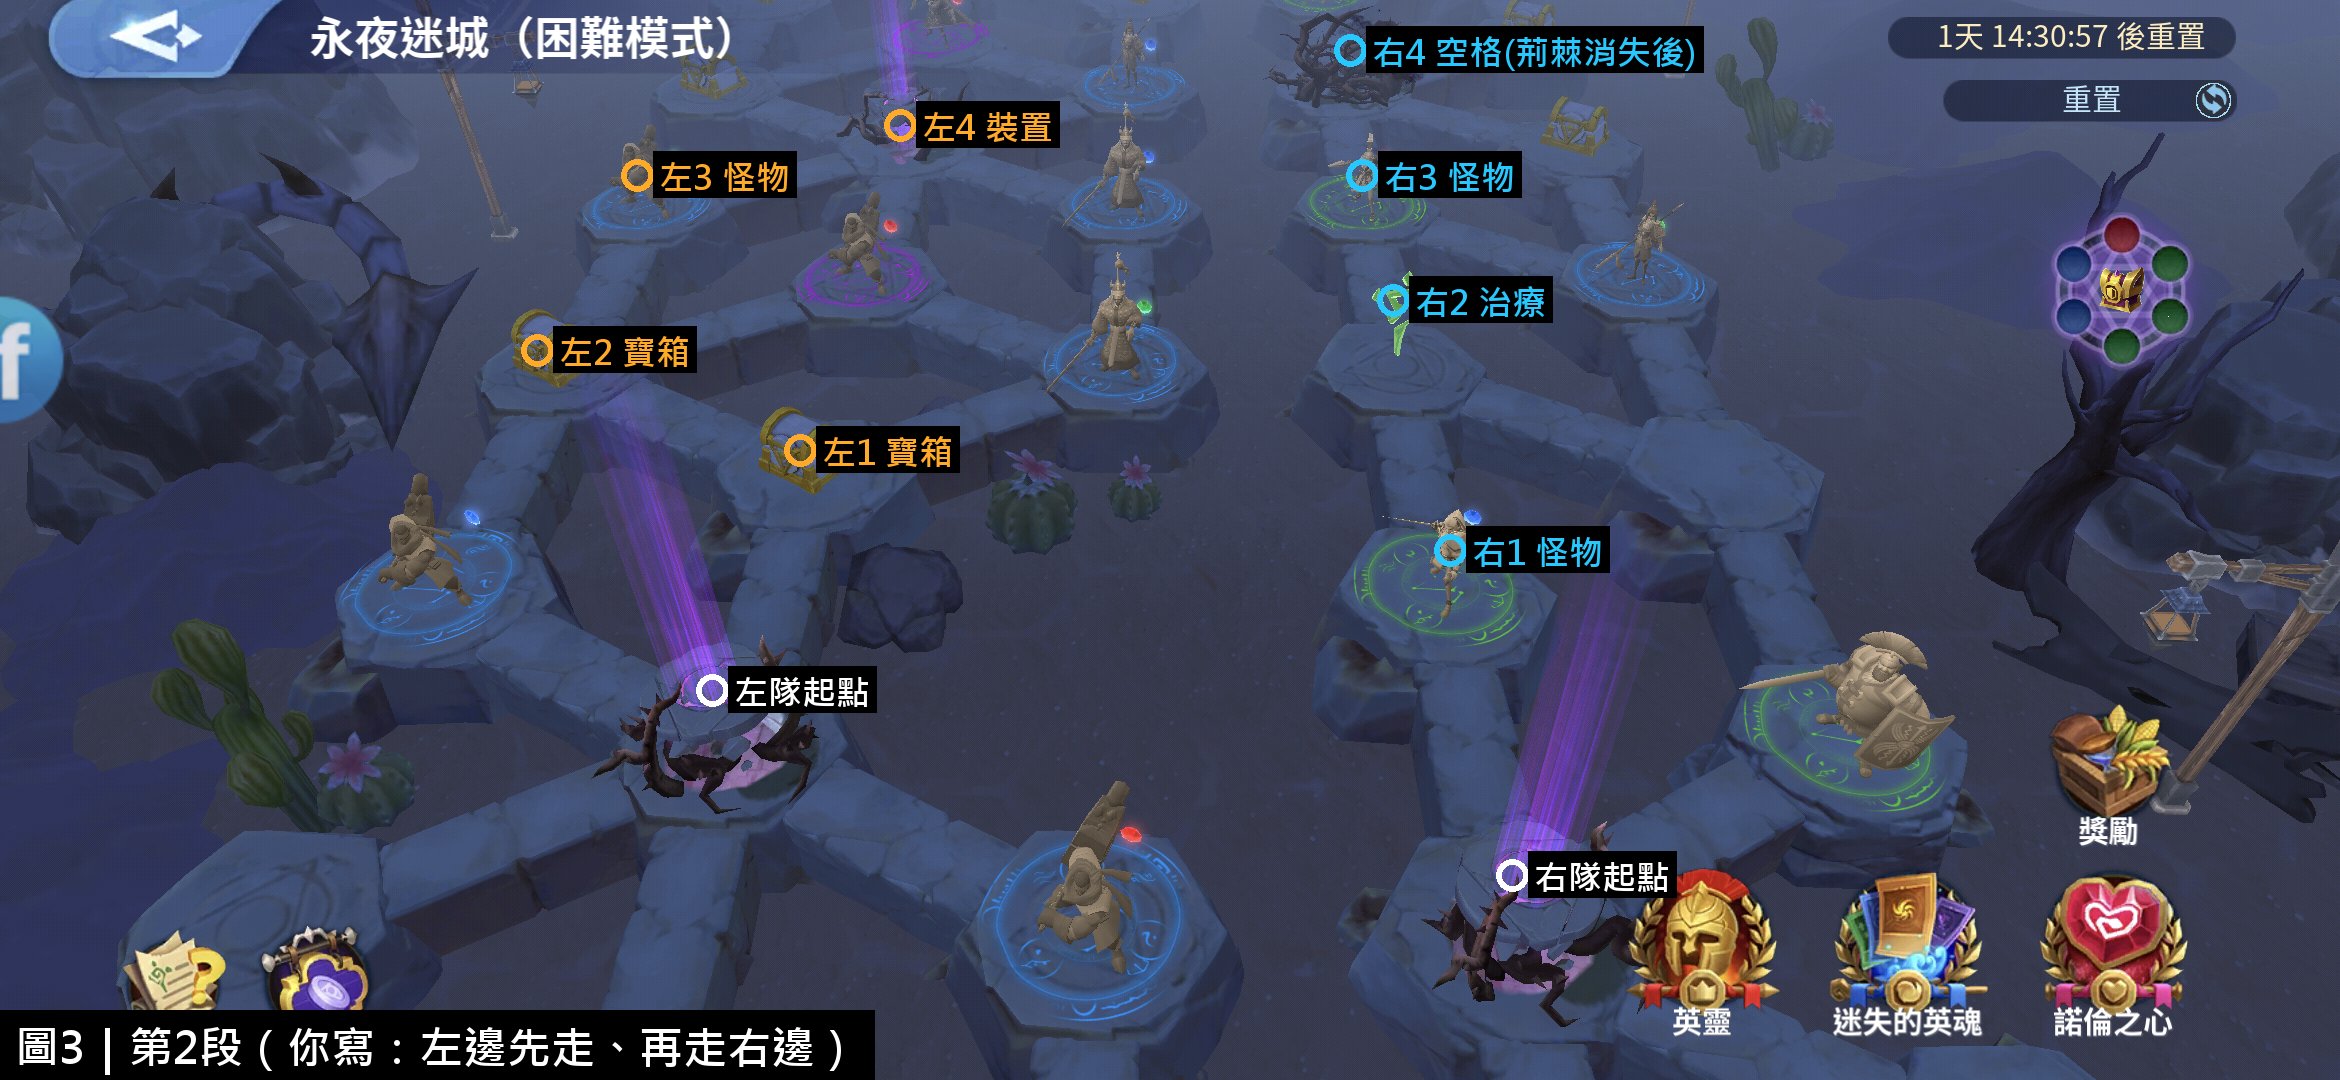 永夜迷城（困難模式）
1天 14:30:57 後重置
重置
右4 空格(荊棘消失後)
左4 裝置
左3 怪物
右3 怪物
右2 治療
左2 寶箱
左1 寶箱
右1 怪物
左隊起點
右隊起點
獎勵
英靈
迷失的英魂
諾倫之心
f
圖3 | 第2段（你寫：左邊先走、再走右邊）